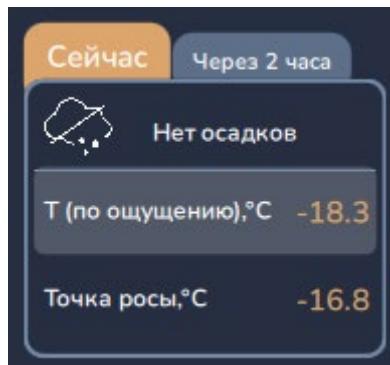 Сейчас
Через 2 часа
Нет осадков
Т (по ощущению),°C -18.3
Точка росы,°C -16.8